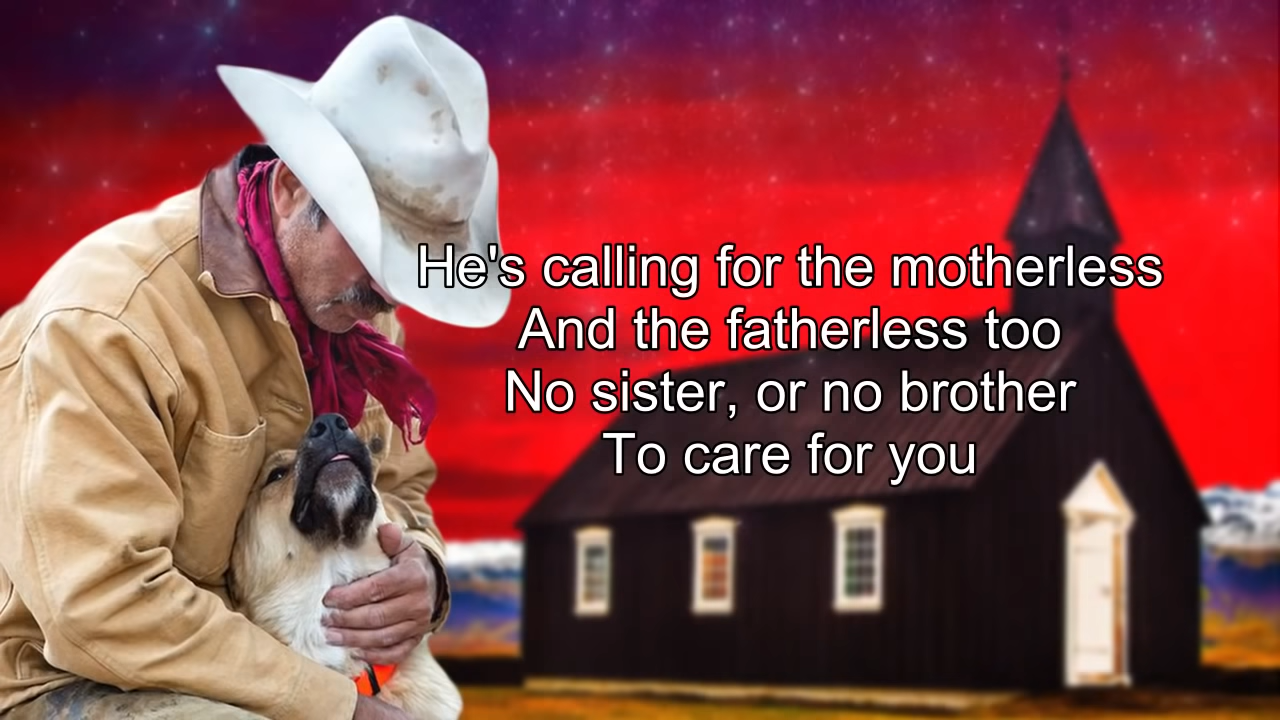 He's calling for the motherless
And the fatherless too
No sister, or no brother
To care for you